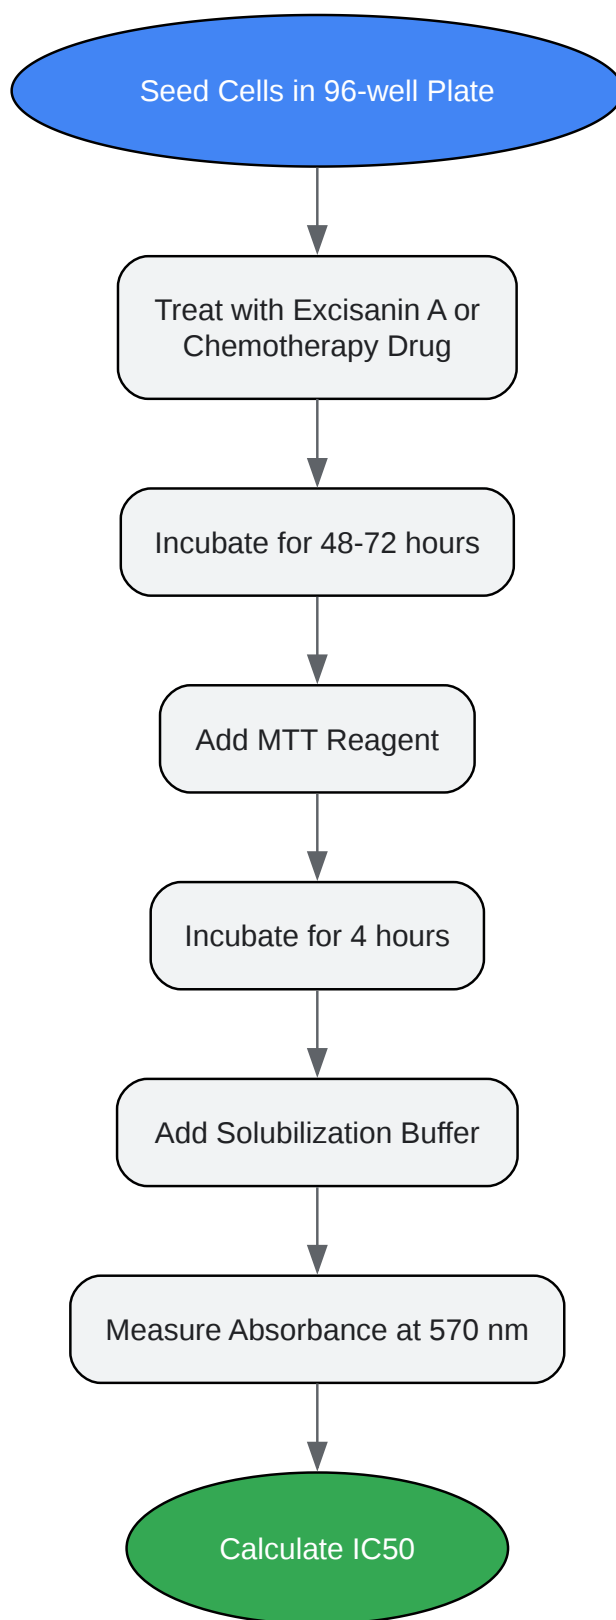 Seed Cells in 96-well Plate
Treat with Excisanin A or
Chemotherapy Drug
Incubate for 48-72 hours
Add MTT Reagent
Incubate for 4 hours
Add Solubilization Buffer
Measure Absorbance at 570 nm
Calculate IC50